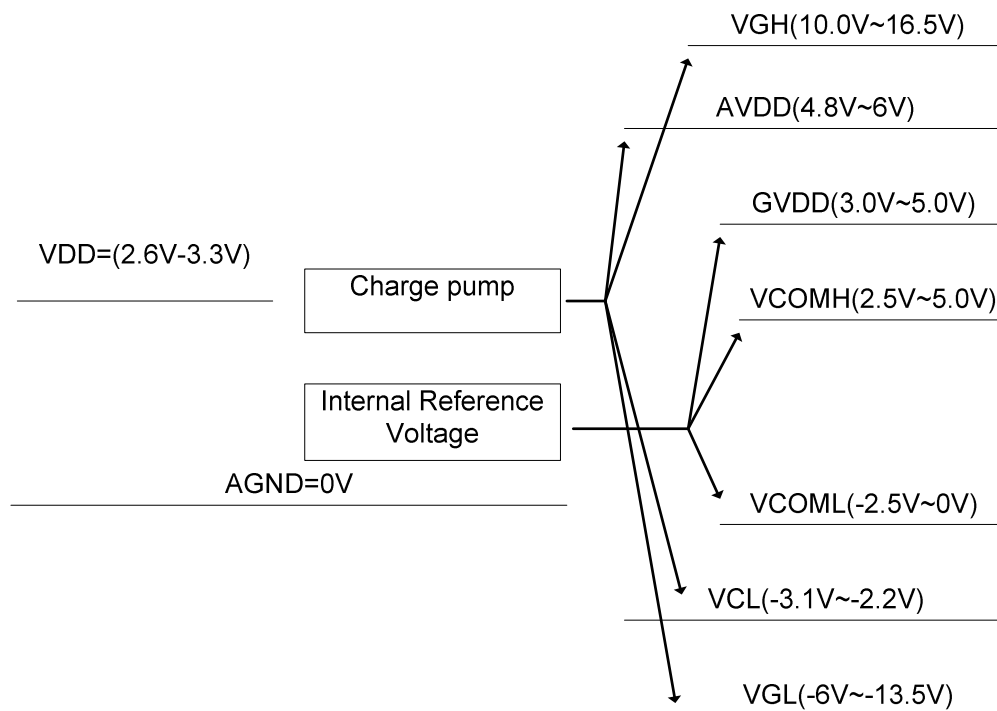 VGH(10.0V~16.5V)
AVDD(4.8V~6V)
GVDD(3.0V~5.0V)
VDD=(2.6V-3.3V)
Charge pump
VCOMH(2.5V~5.0V)
Internal Reference
Voltage
AGND=0V
VCOML(-2.5V~0V)
VCL(-3.1V~-2.2V)
VGL(-6V~-13.5V)